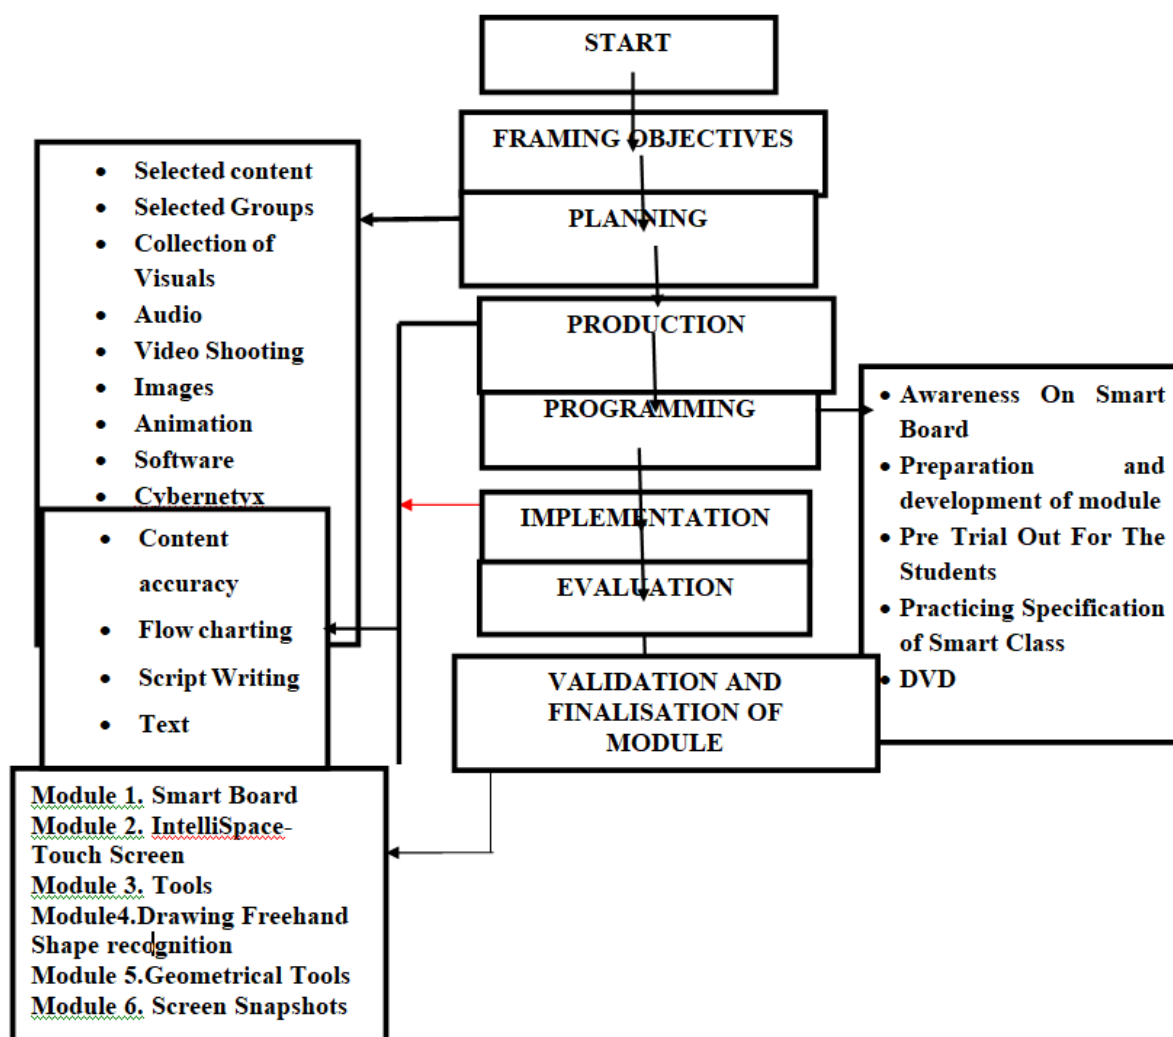 START
FRAMING OBJECTIVES
PLANNING
PRODUCTION
PROGRAMMING
IMPLEMENTATION
EVALUATION
VALIDATION AND
FINALISATION OF
MODULE
• Selected content
• Selected Groups
• Collection of
Visuals
• Audio
• Video Shooting
• Images
• Animation
• Software
• Cybernetyx
• Content
accuracy
• Flow charting
• Script Writing
• Text
Module 1. Smart Board
Module 2. IntelliSpace-
Touch Screen
Module 3. Tools
Module4.Drawing Freehand
Shape recognition
Module 5.Geometrical Tools
Module 6. Screen Snapshots
• Awareness On Smart
Board
• Preparation and
development of module
• Pre Trial Out For The
Students
• Practicing Specification
of Smart Class
• DVD